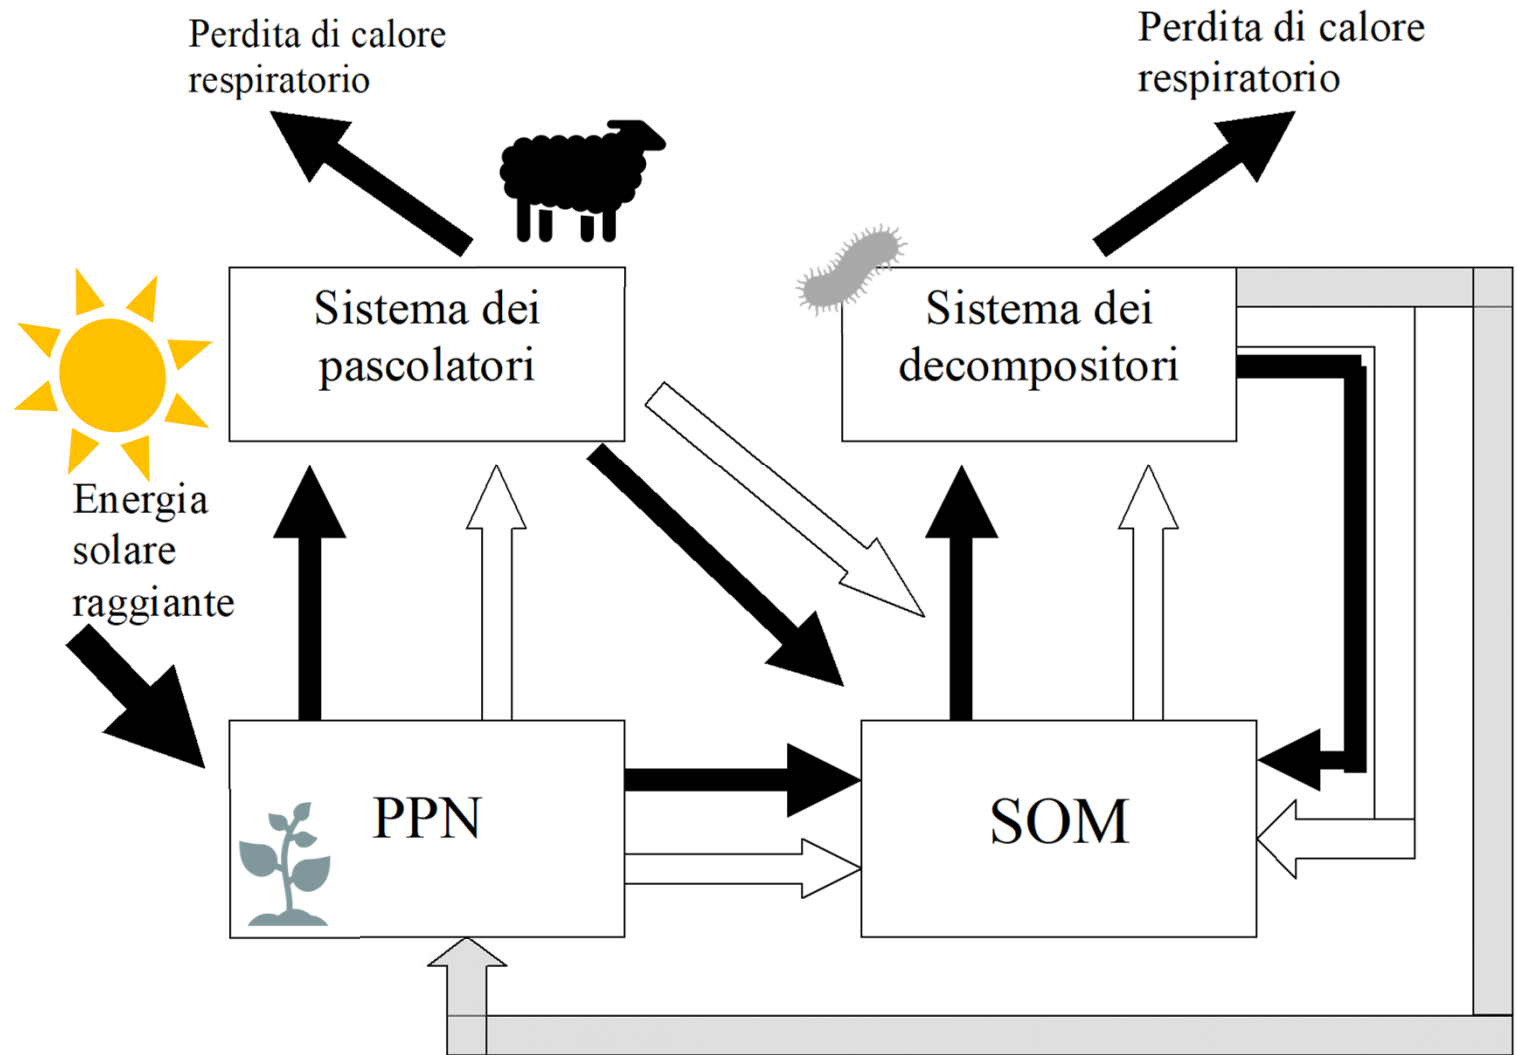 Perdita di calore
respiratorio
Perdita di calore
respiratorio
Sistema dei
pascolatori
Sistema dei
decompositori
Energia
solare
raggiante
PPN
SOM